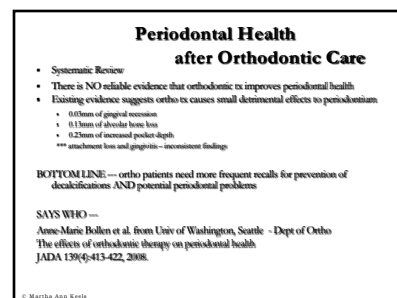 Periodontal Health
after Orthodontic Care
• Systematic Review
• There is NO reliable evidence that orthodontic tx improves periodontal health
• Existing evidence suggests ortho tx causes small detrimental effects to periodontium
• 0.03mm of gingival recession
• 0.13mm of alveolar bone loss
• 0.23mm of increased pocket depth
*** attachment loss and gingivitis – inconsistent findings
BOTTOM LINE --- ortho patients need more frequent recalls for prevention of
decalcifications AND potential periodontal problems
SAYS WHO ---
Anne-Marie Bollen et al. from Univ of Washington, Seattle - Dept of Ortho
The effects of orthodontic therapy on periodontal health
JADA 139(4):413-422, 2008.
© Martha Ann Keels